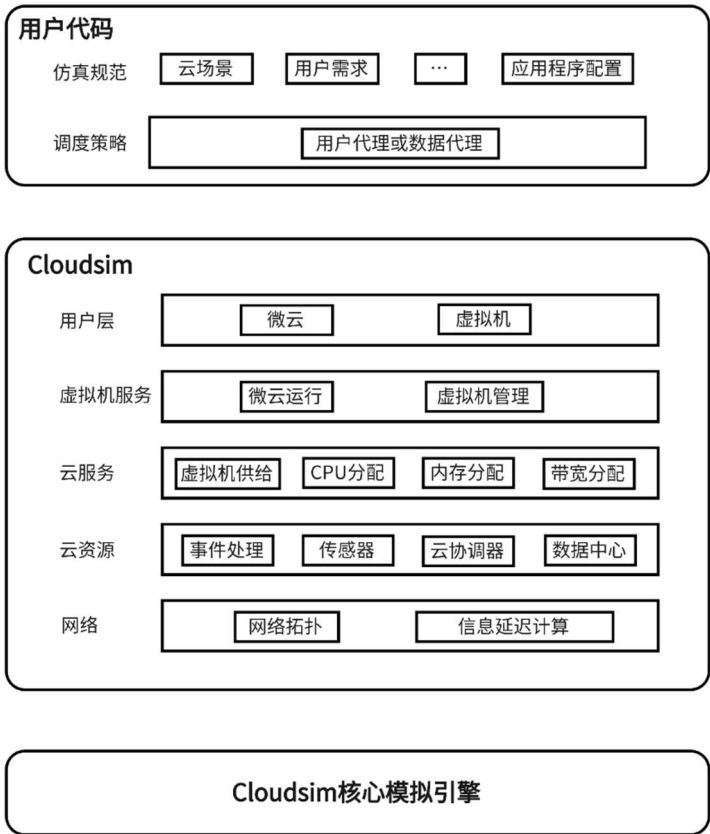 用户代码
仿真规范 云场景 用户需求 … 应用程序配置
调度策略 用户代理或数据代理
Cloudsim
用户层 微云 虚拟机
虚拟机服务 微云运行 虚拟机管理
云服务 虚拟机供给 CPU分配 内存分配 带宽分配
云资源 事件处理 传感器 云协调器 数据中心
网络 网络拓扑 信息延迟计算
Cloudsim核心模拟引擎